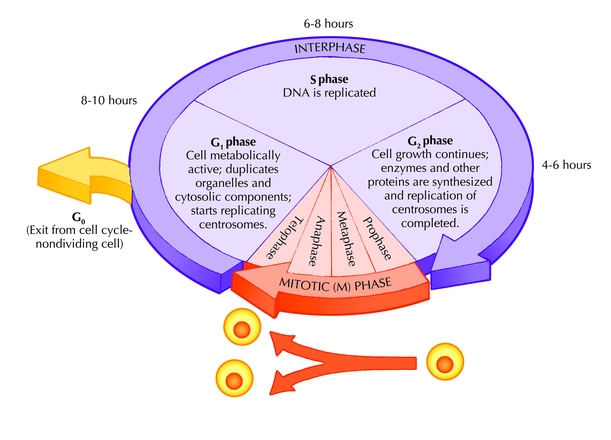 6-8 hours
INTERPHASE
S phase
DNA is replicated
8-10 hours
G₁ phase
Cell metabolically
active; duplicates
organelles and
cytosolic components;
starts replicating
centrosomes.
G₂ phase
Cell growth continues;
enzymes and other
proteins are synthesized
and replication of
centrosomes is
completed.
4-6 hours
G₀
(Exit from cell cycle-
nondividing cell)
Telophase
Anaphase
Metaphase
Prophase
MITOTIC (M) PHASE